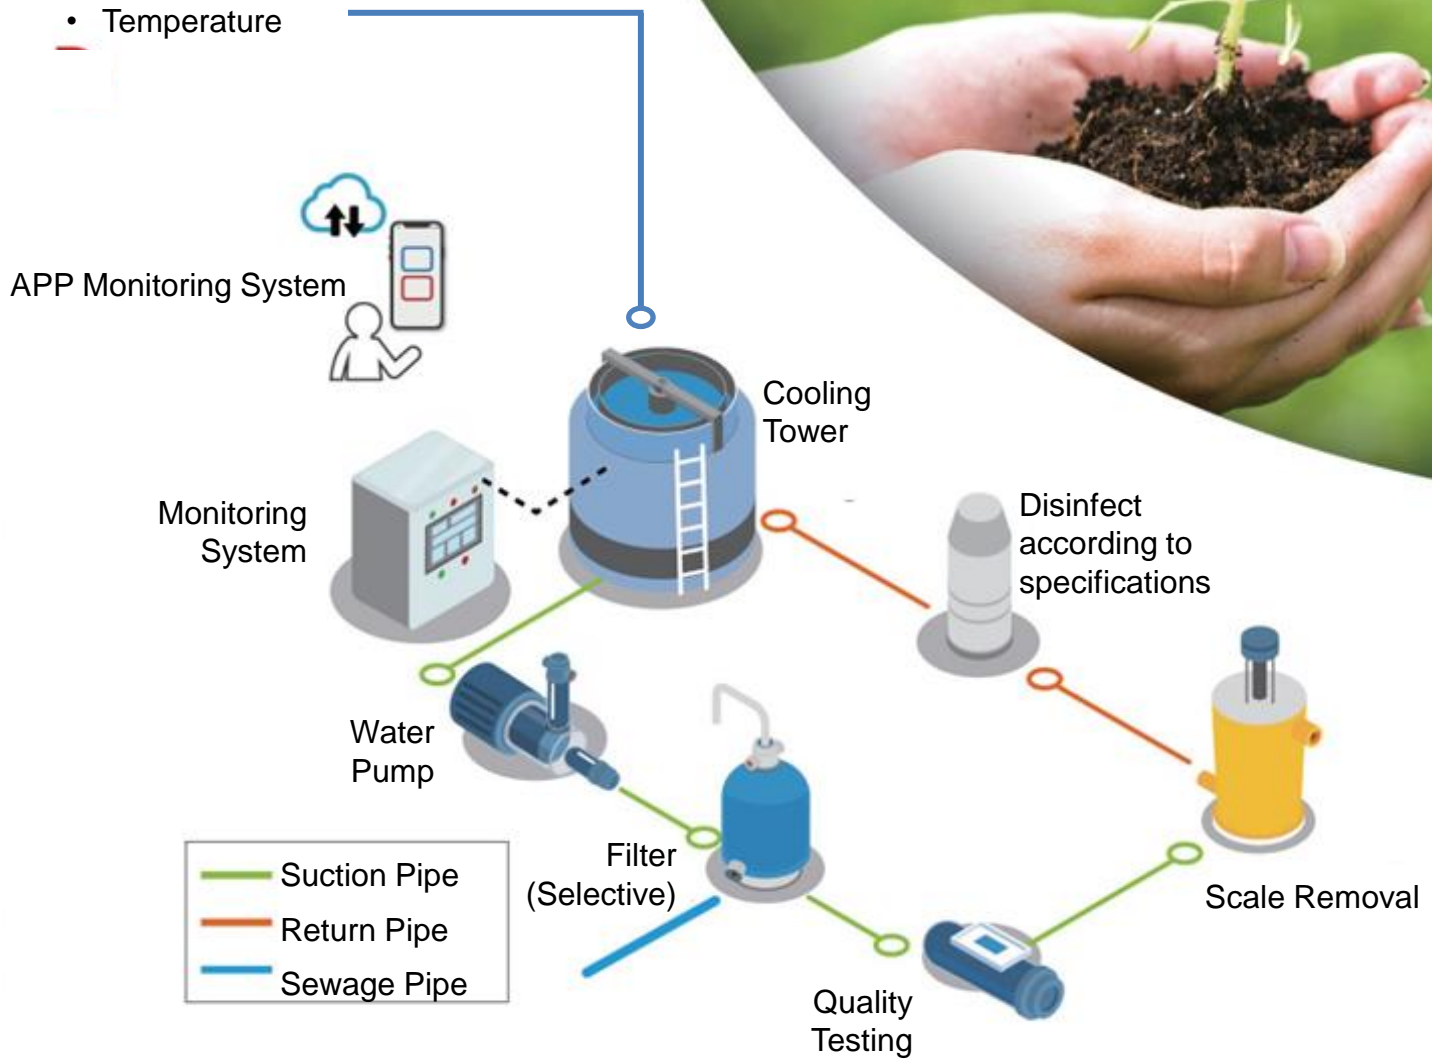 • Temperature
APP Monitoring System
Cooling
Tower
Monitoring
System
Disinfect
according to
specifications
Water
Pump
Filter
(Selective)
Suction Pipe
Return Pipe
Sewage Pipe
Scale Removal
Quality
Testing